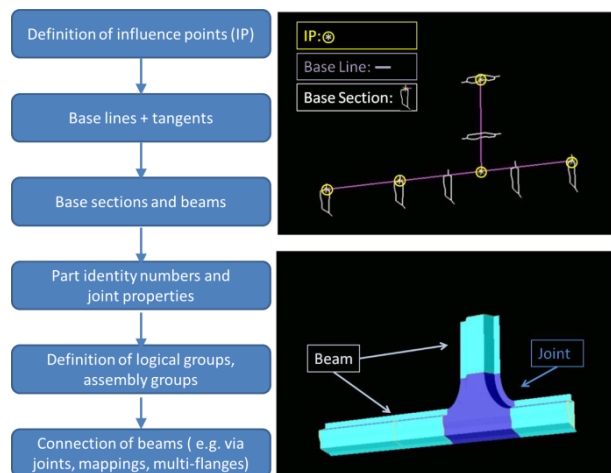 Definition of influence points (IP)
Base lines + tangents
Base sections and beams
Part identity numbers and
joint properties
Definition of logical groups,
assembly groups
Connection of beams ( e.g. via
joints, mappings, multi-flanges)
IP:
Base Line:
Base Section:
Beam
Joint